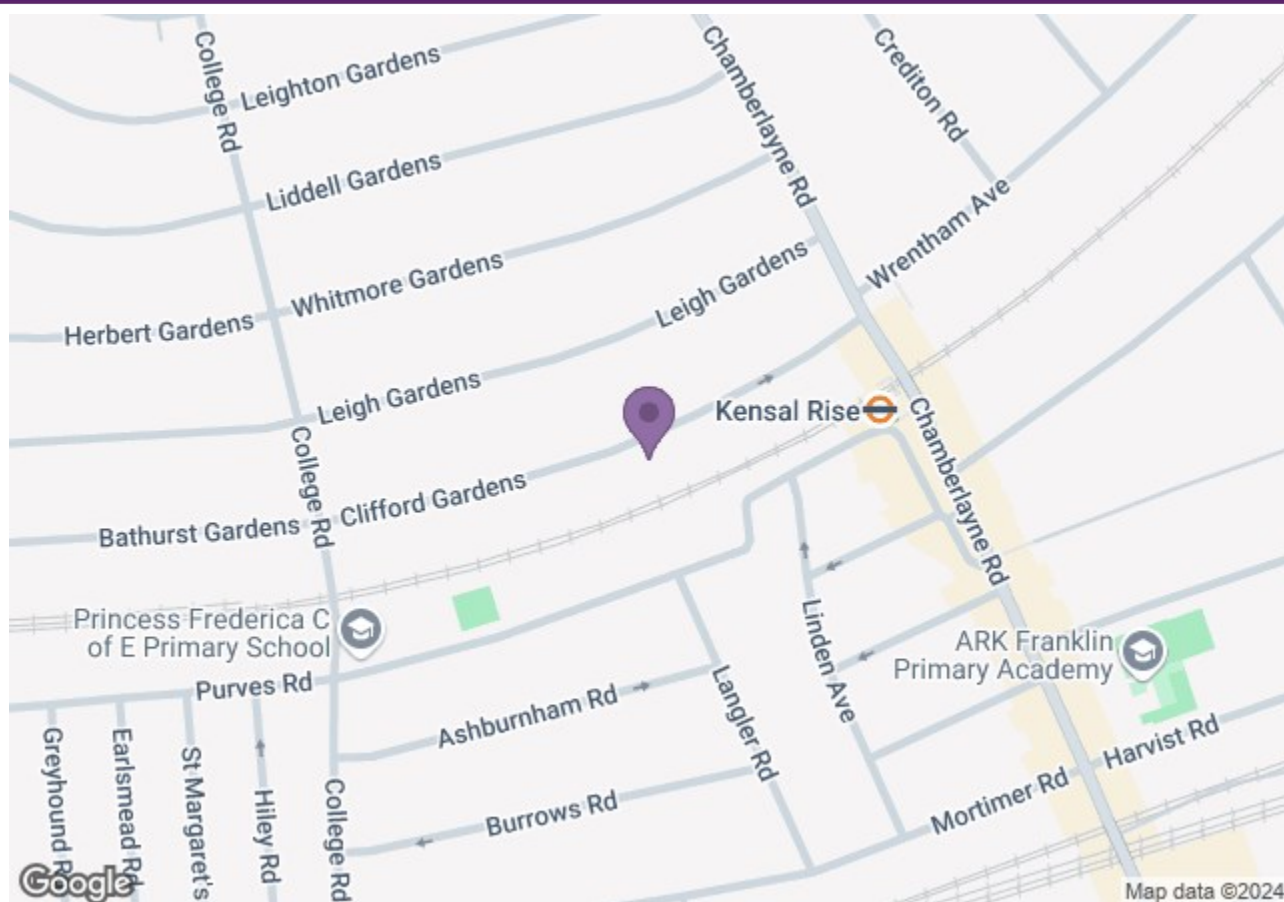 College Rd
Leighton Gardens
Chamberlayne Rd
Crediton Rd
Liddell Gardens
Wrentham Ave
Whitmore Gardens
Leigh Gardens
Herbert Gardens
Leigh Gardens
Kensal Rise
Chamberlayne Rd
College Rd
Clifford Gardens
Bathurst Gardens
Princess Frederica C
of E Primary School
Linden Ave
ARK Franklin
Primary Academy
Purves Rd
Ashburnham Rd
Langler Rd
Greyhound R
Earlsmead Rd
St Margaret's
Hiley Rd
College Rd
Burrows Rd
Mortimer Rd
Harvist Rd
Google
Map data ©2024